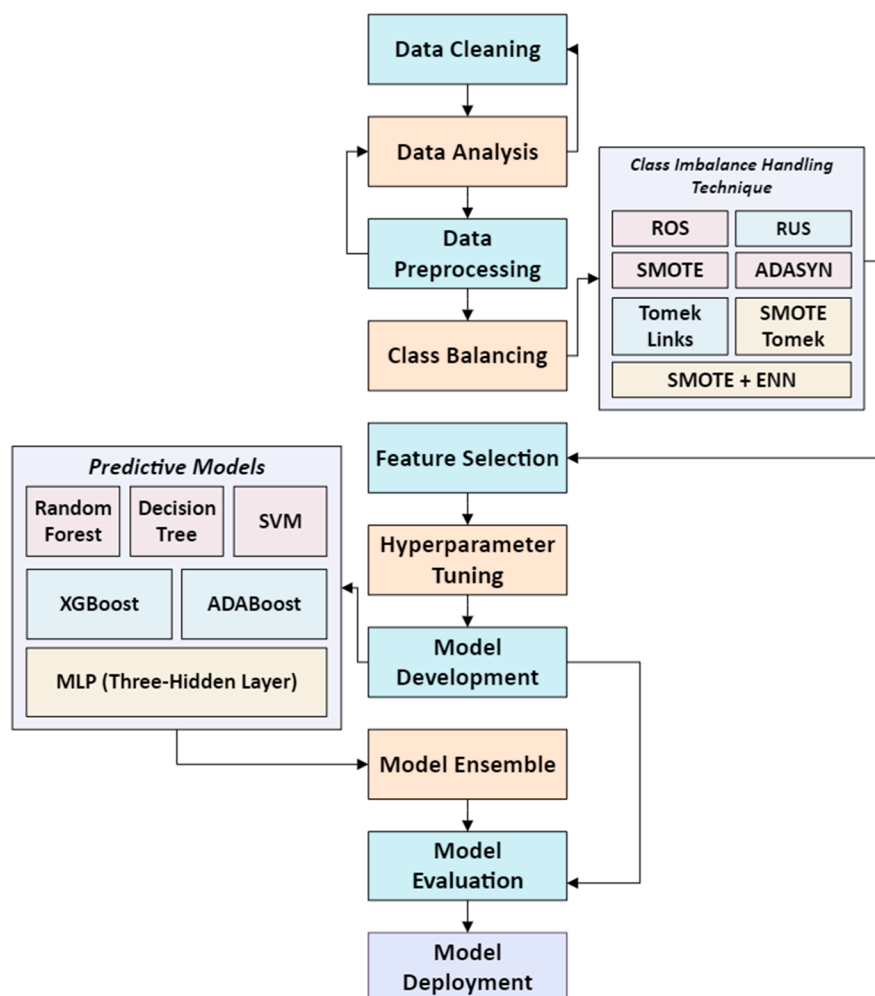 Data Cleaning
Data Analysis
Data
Preprocessing
Class Balancing
Class Imbalance Handling
Technique
ROS
RUS
SMOTE
ADASYN
Tomek
Links
SMOTE
Tomek
SMOTE + ENN
Feature Selection
Hyperparameter
Tuning
Model
Development
Predictive Models
Random
Forest
Decision
Tree
SVM
XGBoost
ADABoost
MLP (Three-Hidden Layer)
Model Ensemble
Model
Evaluation
Model
Deployment